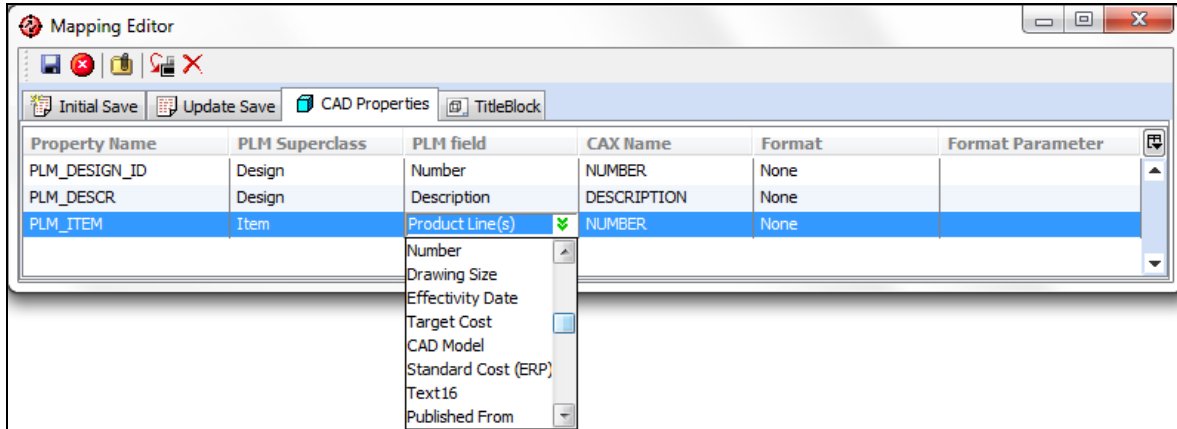 Mapping Editor
Initial Save Update Save CAD Properties TitleBlock
Property Name PLM Superclass PLM field CAX Name Format Format Parameter
PLM_DESIGN_ID Design Number NUMBER None
PLM_DESCR Design Description DESCRIPTION None
PLM_ITEM Item Product Line(s) NUMBER None
Number
Drawing Size
Effectivity Date
Target Cost
CAD Model
Standard Cost (ERP)
Text16
Published From